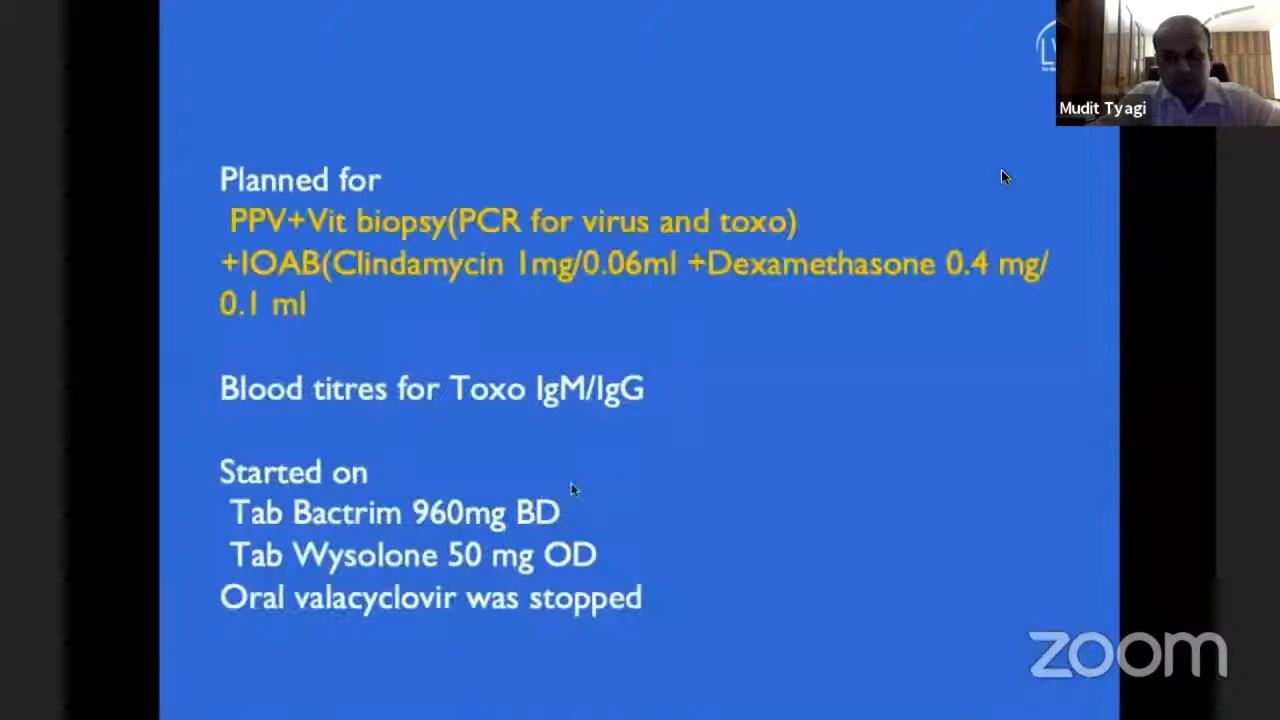 Mudit Tyagi
Planned for
PPV+Vit biopsy(PCR for virus and toxo)
+IOAB(Clindamycin 1mg/0.06ml +Dexamethasone 0.4 mg/
0.1 ml
Blood titres for Toxo IgM/IgG
Started on
Tab Bactrim 960mg BD
Tab Wysolone 50 mg OD
Oral valacyclovir was stopped
zoom